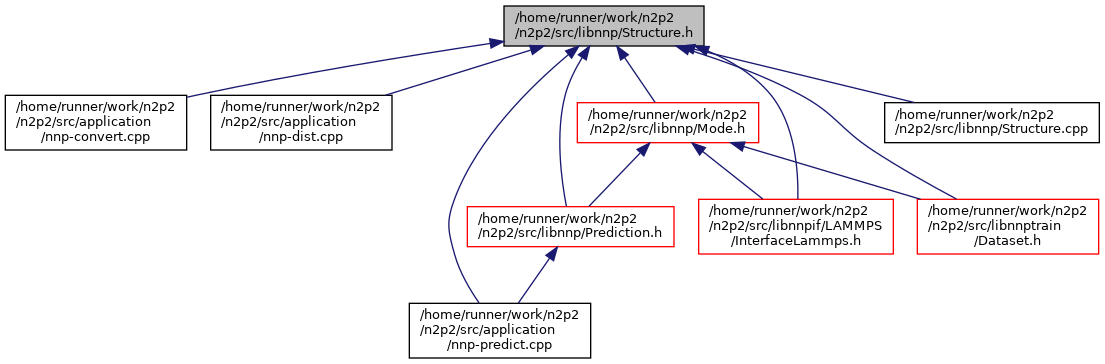 /home/runner/work/n2p2
/n2p2/src/libnnp/Structure.h
/home/runner/work/n2p2
/n2p2/src/application
/nnp-convert.cpp
/home/runner/work/n2p2
/n2p2/src/application
/nnp-dist.cpp
/home/runner/work/n2p2
/n2p2/src/libnnp/Mode.h
/home/runner/work/n2p2
/n2p2/src/libnnp/Structure.cpp
/home/runner/work/n2p2
/n2p2/src/libnnp/Prediction.h
/home/runner/work/n2p2
/n2p2/src/libnnpif/LAMMPS
/InterfaceLammps.h
/home/runner/work/n2p2
/n2p2/src/libnnptrain
/Dataset.h
/home/runner/work/n2p2
/n2p2/src/application
/nnp-predict.cpp